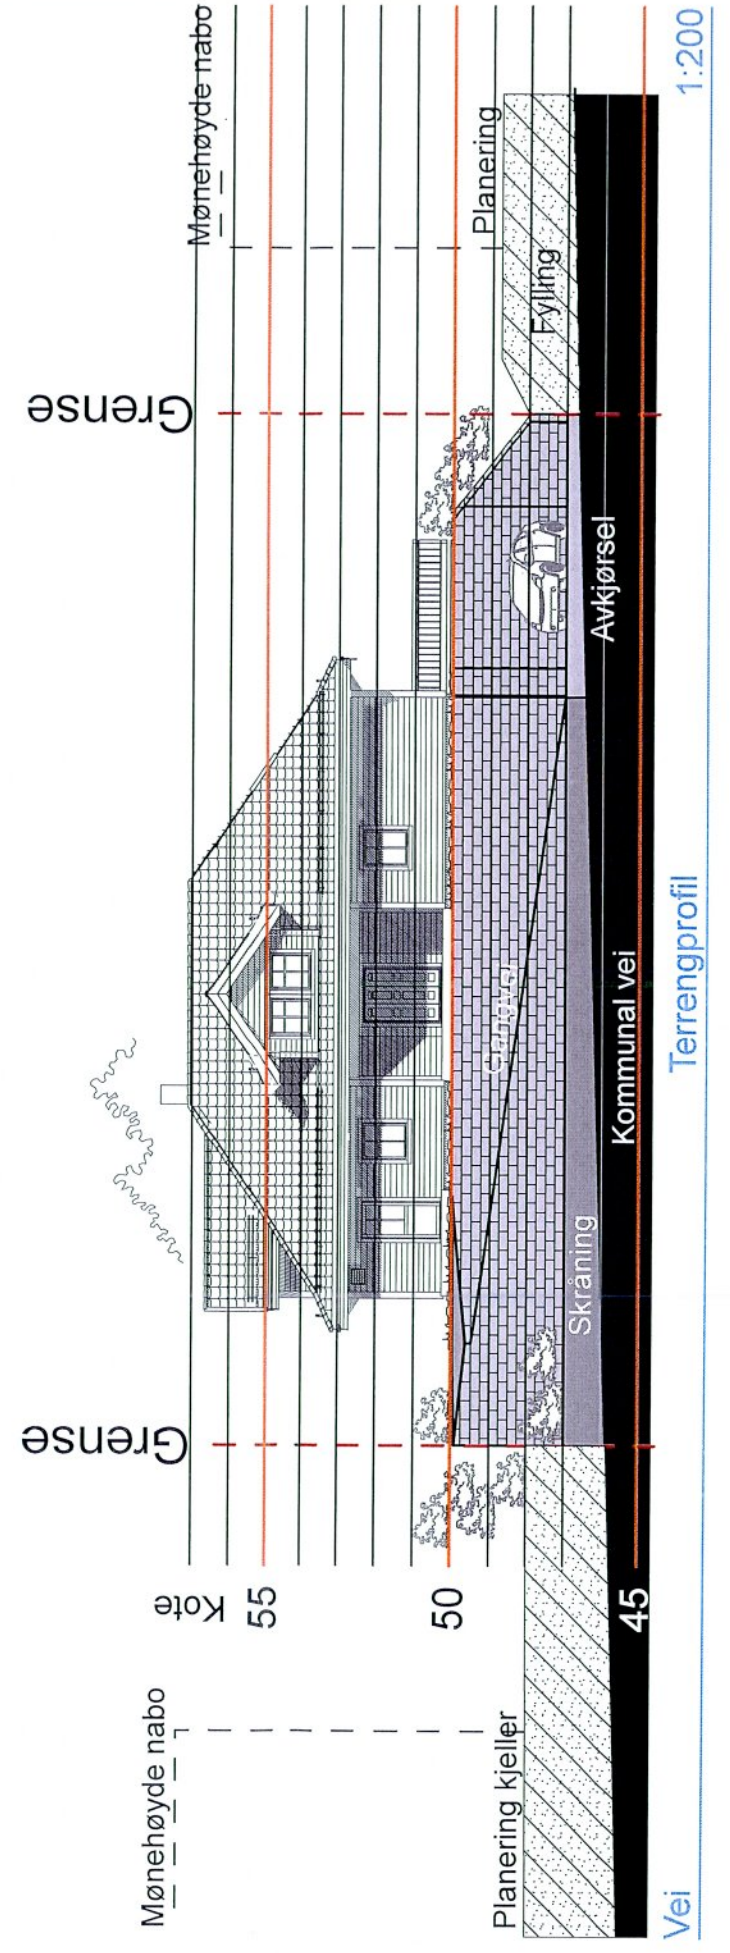 Mønehøyde nabo
Mønehøyde nabo
Grense
Grense
Kote
55
50
45
Planering kjeller
Planering
Fylling
Gangvei
Skråning
Avkjørsel
Kommunal vei
Vei
Terrengprofil
1:200